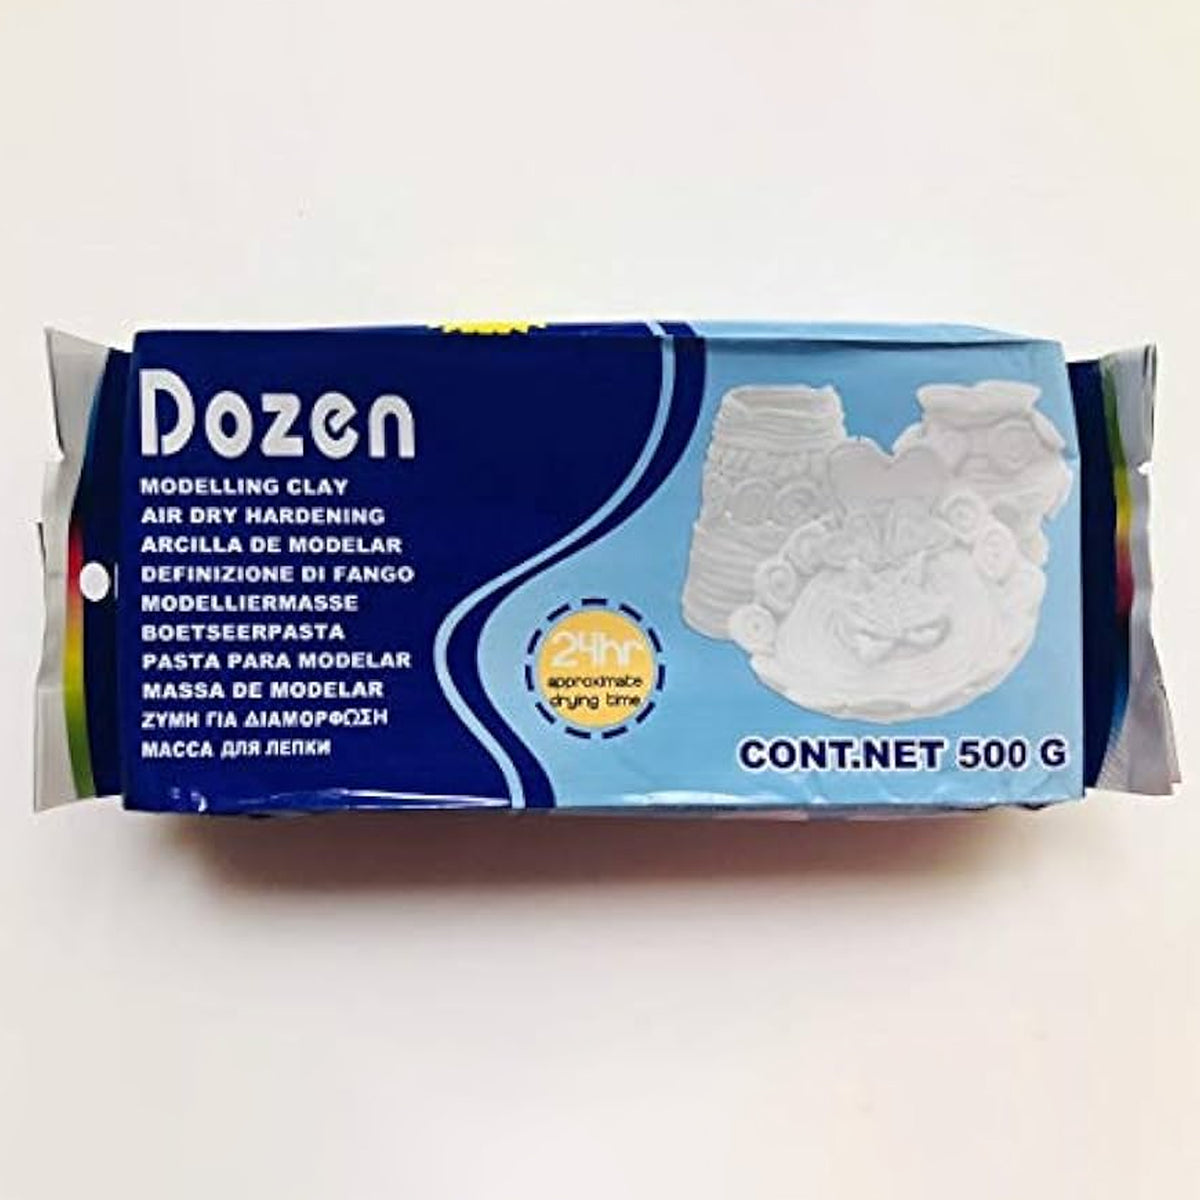 Dozen
MODELLING CLAY
AIR DRY HARDENING
ARCILLA DE MODELAR
DEFINIZIONE DI FANGO
MODELLIERMASSE
BOETSEERPASTA
PASTA PARA MODELAR
MASSA DE MODELAR
ΖΥΜΗ ΓΙΑ ΔΙΑΜΟΡΦΩΣΗ
МАССА ДЛЯ ЛЕПКИ
24hr
approximate
drying time
CONT.NET 500 G